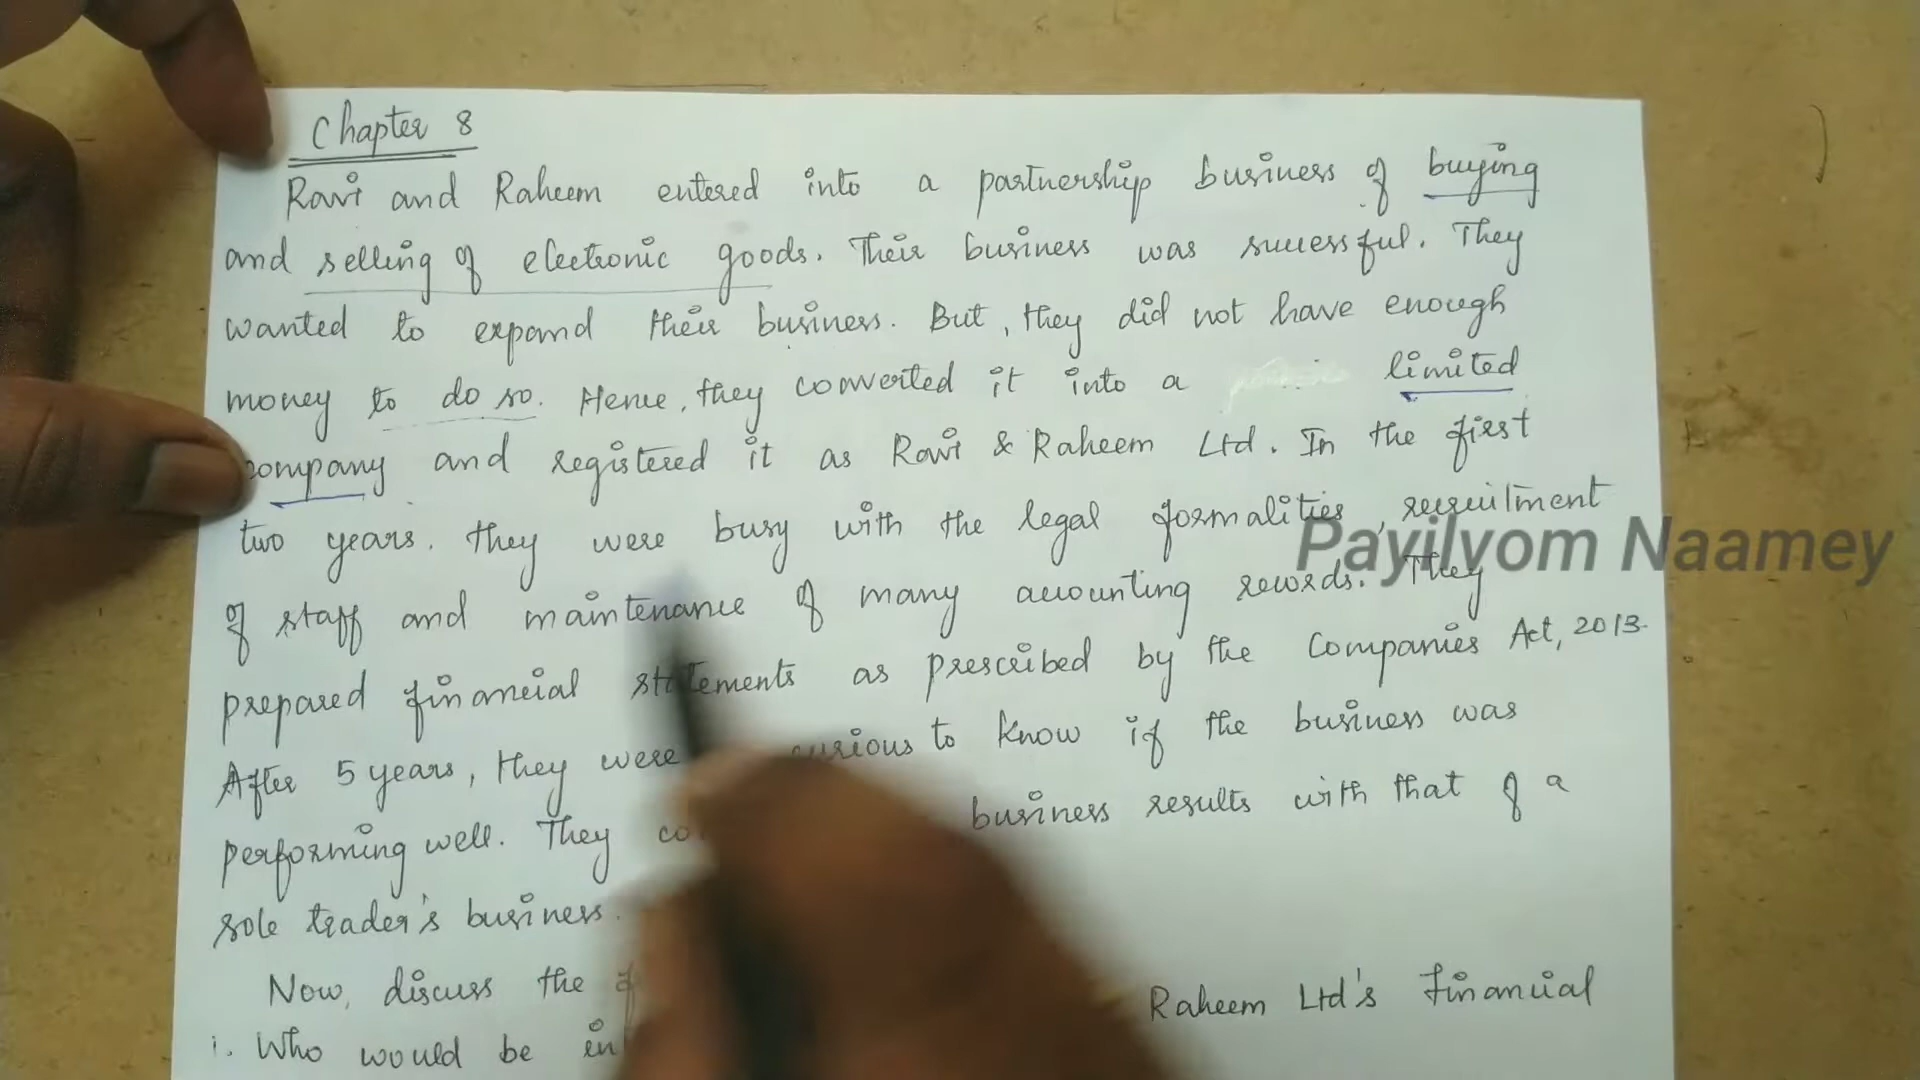 Chapter 8
Ravi and Raheem entered into a partnership business of buying
and selling of electronic goods. Their business was successful. They
wanted to expand their business. But, they did not have enough
money to do so. Hence, they converted it into a limited
company and registered it as Ravi & Raheem Ltd. In the first
two years. they were busy with the legal formalities, recruitment
Payilvom Naamey
of staff and maintenance of many accounting records. They
prepared financial statements as prescribed by the Companies Act, 2013.
After 5 years, they were curious to know if the business was
performing well. They business results with that of a
sole trader's business.
Now, discuss the Raheem Ltd's financial
i. Who would be